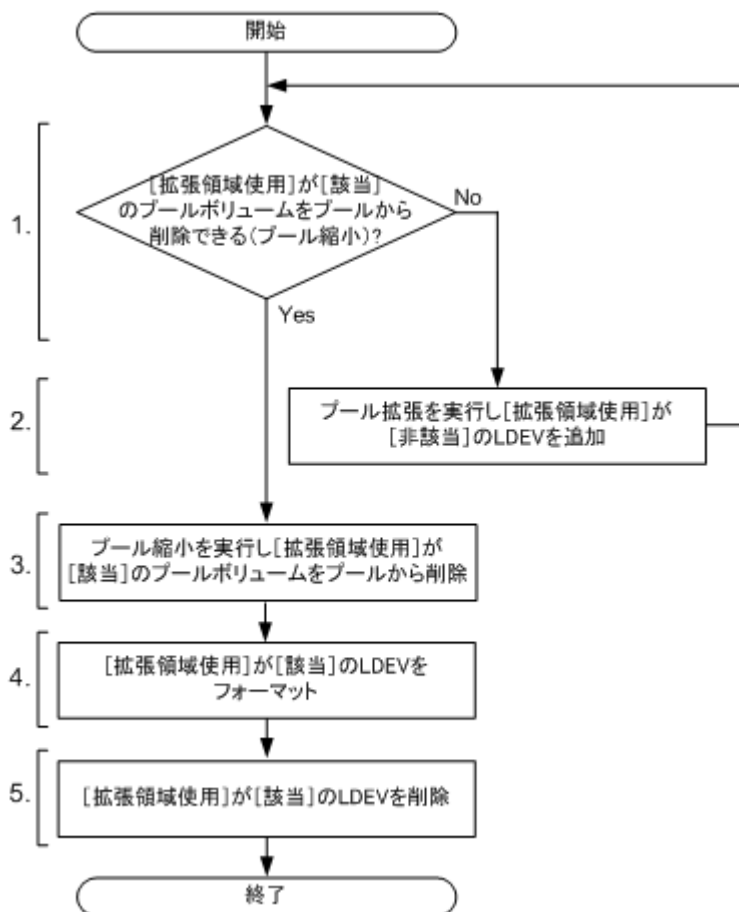 開始
1.
[拡張領域使用]が[該当]
のプールボリュームをプールから
削除できる(プール縮小)?
No
Yes
2.
プール拡張を実行し[拡張領域使用]が
[非該当]のLDEVを追加
3.
プール縮小を実行し[拡張領域使用]が
[該当]のプールボリュームをプールから削除
4.
[拡張領域使用]が[該当]のLDEVを
フォーマット
5.
[拡張領域使用]が[該当]のLDEVを削除
終了